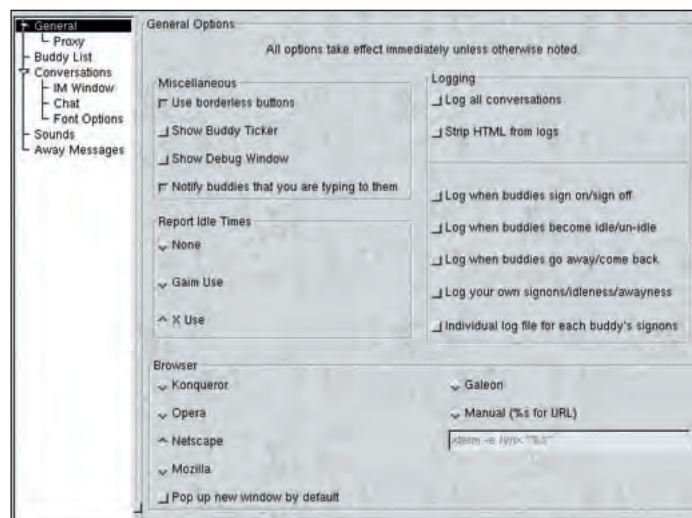 General
Proxy
Buddy List
Conversations
IM Window
Chat
Font Options
Sounds
Away Messages
General Options
All options take effect immediately unless otherwise noted.
Miscellaneous
Use borderless buttons
Show Buddy Ticker
Show Debug Window
Notify buddies that you are typing to them
Report Idle Times
None
Gaim Use
X Use
Logging
Log all conversations
Strip HTML from logs
Log when buddies sign on/sign off
Log when buddies become idle/un-idle
Log when buddies go away/come back
Log your own signons/idleness/awayness
Individual log file for each buddy's signons
Browser
Konqueror
Opera
Netscape
Mozilla
Pop up new window by default
Galeon
Manual (%s for URL)
xterm -e lynx "%s"